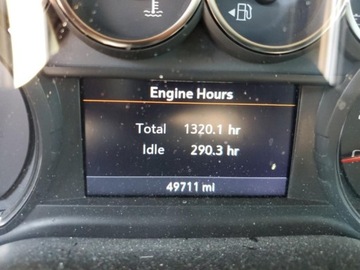 Engine Hours
Total 1320.1 hr
Idle 290.3 hr
49711 mi